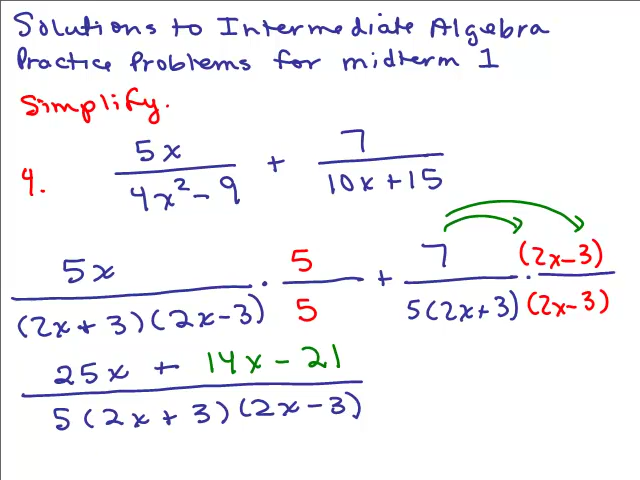 Solutions to Intermediate Algebra
Practice Problems for midterm 1
Simplify.
4. 5x / (4x² - 9) + 7 / (10x + 15)
5x / ((2x + 3)(2x - 3)) · 5 / 5 + 7 / (5(2x + 3)) · (2x - 3) / (2x - 3)
(25x + 14x - 21) / (5(2x + 3)(2x - 3))